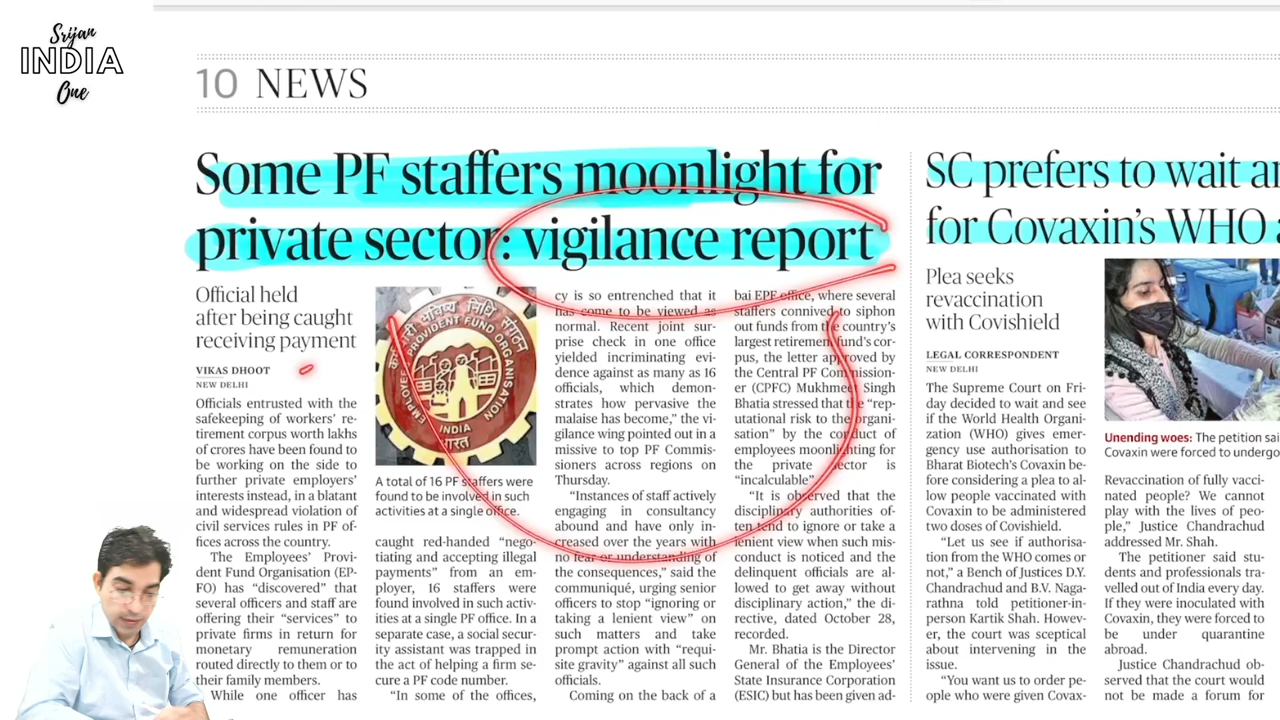 Srijan
INDIA
One
10 NEWS
Some PF staffers moonlight for
private sector: vigilance report
Official held
after being caught
receiving payment
VIKAS DHOOT
NEW DELHI
Officials entrusted with the
safekeeping of workers' re-
tirement corpus worth lakhs
of crores have been found to
be working on the side to
further private employers'
interests instead, in a blatant
and widespread violation of
civil services rules in PF of-
fices across the country.
The Employees' Provi-
dent Fund Organisation (EP-
FO) has “discovered” that
several officers and staff are
offering their “services” to
private firms in return for
monetary remuneration
routed directly to them or to
their family members.
While one officer has
EMPLOYEES PROVIDENT FUND ORGANISATION
INDIA
भारत
A total of 16 PF staffers were
found to be involved in such
activities at a single office.
caught red-handed “nego-
tiating and accepting illegal
payments” from an em-
ployer, 16 staffers were
found involved in such activ-
ities at a single PF office. In a
separate case, a social secur-
ity assistant was trapped in
the act of helping a firm se-
cure a PF code number.
“In some of the offices,
cy is so entrenched that it
has come to be viewed as
normal. Recent joint sur-
prise check in one office
yielded incriminating evi-
dence against as many as 16
officials, which demon-
strates how pervasive the
malaise has become,” the vi-
gilance wing pointed out in a
missive to top PF Commis-
sioners across regions on
Thursday.
“Instances of staff actively
engaging in consultancy
abound and have only in-
creased over the years with
no fear or understanding of
the consequences,” said the
communiqué, urging senior
officers to stop “ignoring or
taking a lenient view” on
such matters and take
prompt action with “requi-
site gravity” against all such
officials.
Coming on the back of a
bai EPF office, where several
staffers connived to siphon
out funds from the country's
largest retirement fund's cor-
pus, the letter approved by
the Central PF Commission-
er (CPFC) Mukhmeet Singh
Bhatia stressed that the “rep-
utational risk to the organi-
sation” by the conduct of
employees moonlighting for
the private sector is
“incalculable”.
“It is observed that the
disciplinary authorities of-
ten tend to ignore or take a
lenient view when such mis-
conduct is noticed and the
delinquent officials are al-
lowed to get away without
disciplinary action,” the di-
rective, dated October 28,
recorded.
Mr. Bhatia is the Director
General of the Employees'
State Insurance Corporation
(ESIC) but has been given ad-
SC prefers to wait an
for Covaxin's WHO
Plea seeks
revaccination
with Covishield
LEGAL CORRESPONDENT
NEW DELHI
The Supreme Court on Fri-
day decided to wait and see
if the World Health Organi-
zation (WHO) gives emer-
gency use authorisation to
Bharat Biotech's Covaxin be-
fore considering a plea to al-
low people vaccinated with
Covaxin to be administered
two doses of Covishield.
“Let us see if authorisa-
tion from the WHO comes or
not,” a Bench of Justices D.Y.
Chandrachud and B.V. Naga-
rathna told petitioner-in-
person Kartik Shah. Howev-
er, the court was sceptical
about intervening in the
issue.
“You want us to order pe-
ople who were given Covax-
Unending woes: The petition sai
Covaxin were forced to undergo
Revaccination of fully vacci-
nated people? We cannot
play with the lives of peo-
ple,” Justice Chandrachud
addressed Mr. Shah.
The petitioner said stu-
dents and professionals tra-
velled out of India every day.
If they were inoculated with
Covaxin, they were forced to
be under quarantine
abroad.
Justice Chandrachud ob-
served that the court would
not be made a forum for